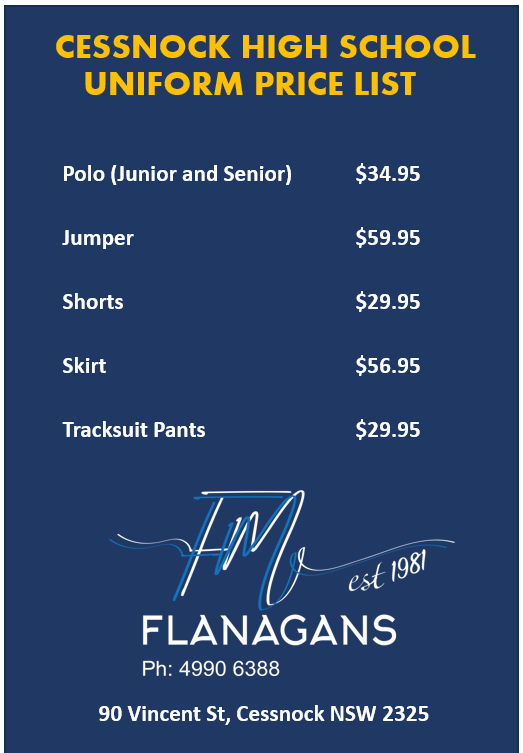 CESSNOCK HIGH SCHOOL
UNIFORM PRICE LIST
Polo (Junior and Senior) $34.95
Jumper $59.95
Shorts $29.95
Skirt $56.95
Tracksuit Pants $29.95
FM
est 1981
FLANAGANS
Ph: 4990 6388
90 Vincent St, Cessnock NSW 2325